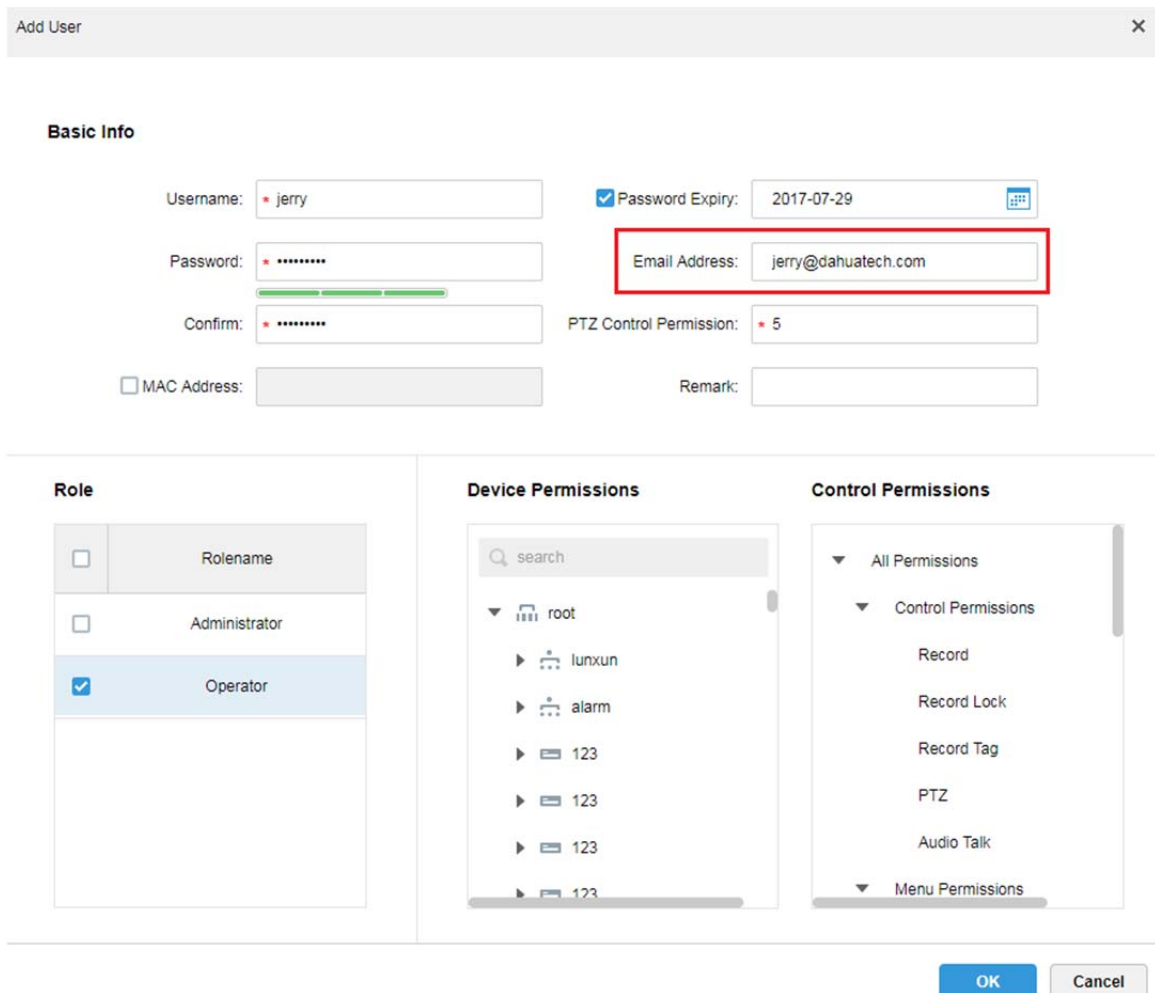 Add User
Basic Info
Username: * jerry
Password Expiry: 2017-07-29
Password: * •••••••••
Email Address: jerry@dahuatech.com
Confirm: * •••••••••
PTZ Control Permission: * 5
MAC Address:
Remark:
Role
Rolename
Administrator
Operator
Device Permissions
search
root
lunxun
alarm
123
123
123
123
Control Permissions
All Permissions
Control Permissions
Record
Record Lock
Record Tag
PTZ
Audio Talk
Menu Permissions
OK
Cancel